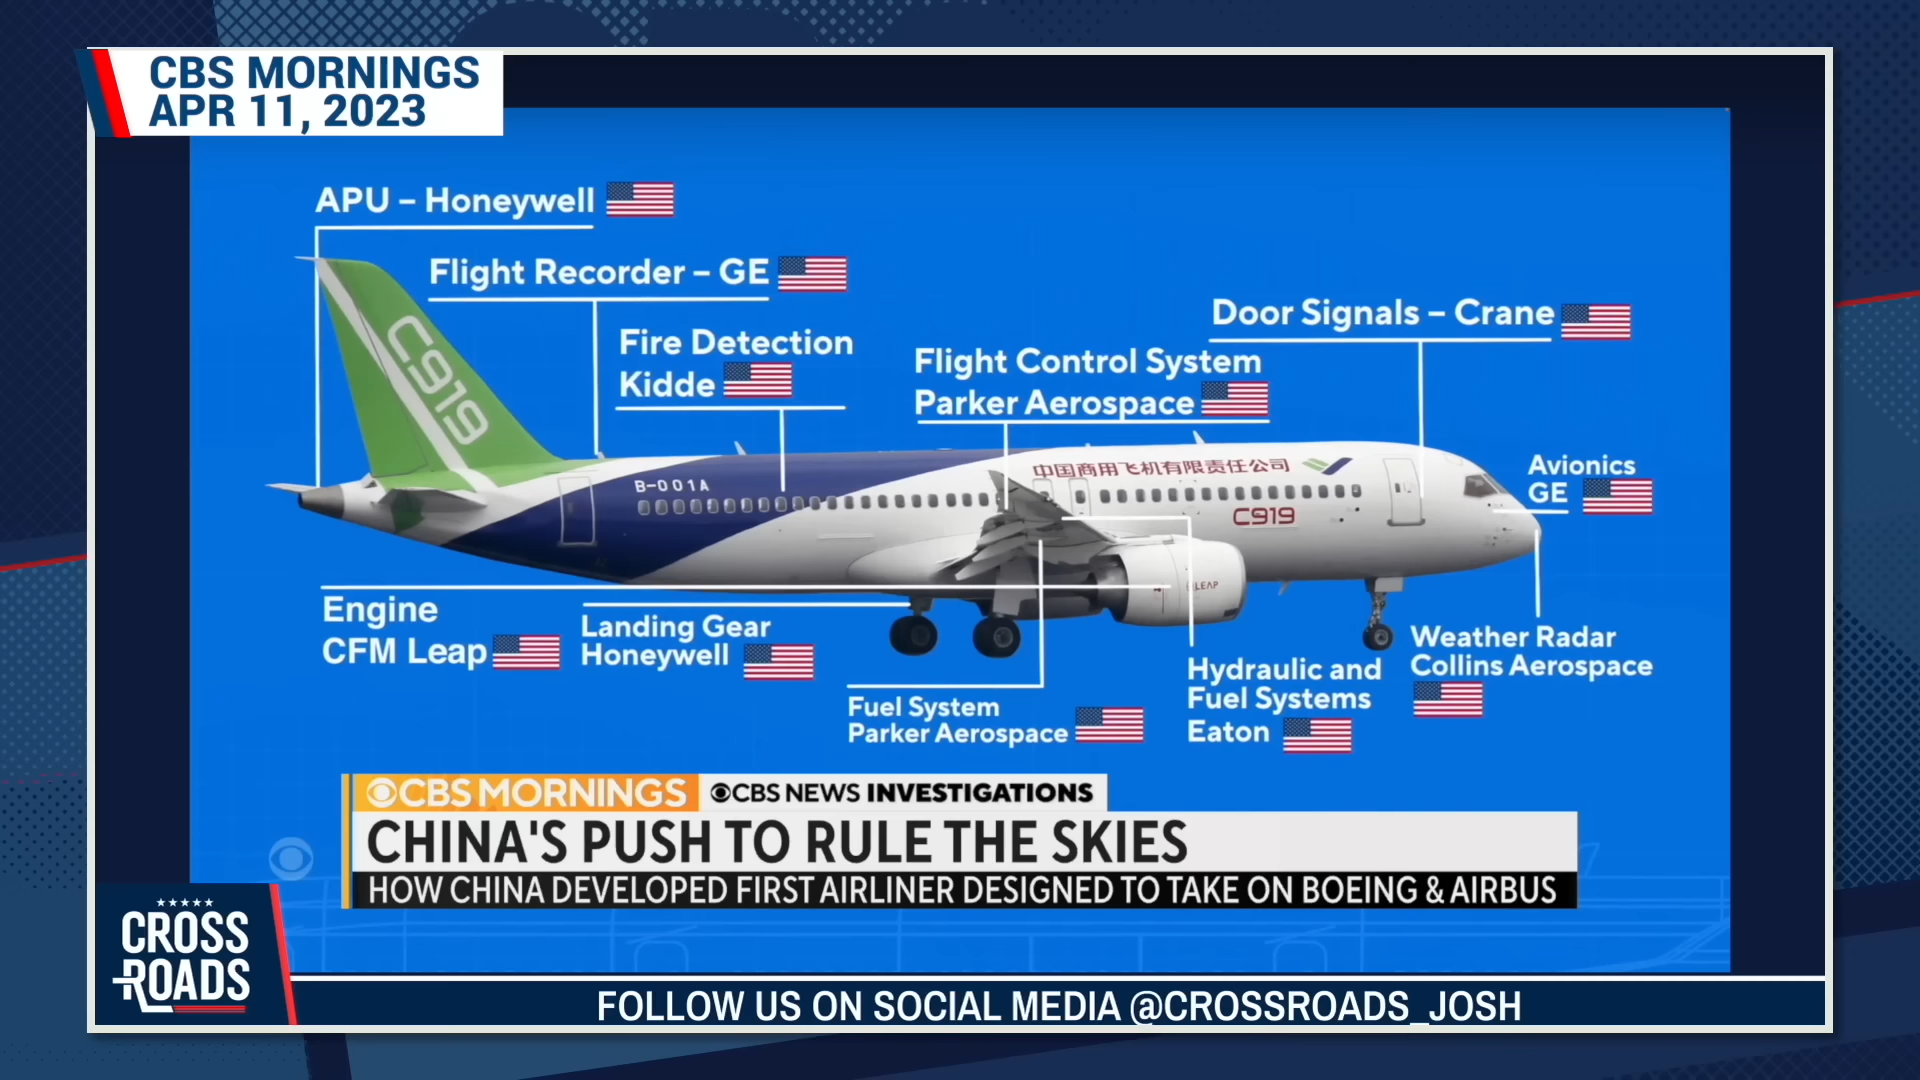 CBS MORNINGS
APR 11, 2023
APU – Honeywell
Flight Recorder – GE
Fire Detection
Kidde
Flight Control System
Parker Aerospace
Door Signals – Crane
Avionics
GE
C919
B-001A
中国商用飞机有限责任公司
C919
LEAP
Engine
CFM Leap
Landing Gear
Honeywell
Fuel System
Parker Aerospace
Hydraulic and
Fuel Systems
Eaton
Weather Radar
Collins Aerospace
CBS MORNINGS
CBS NEWS INVESTIGATIONS
CHINA'S PUSH TO RULE THE SKIES
HOW CHINA DEVELOPED FIRST AIRLINER DESIGNED TO TAKE ON BOEING & AIRBUS
CROSS
ROADS
FOLLOW US ON SOCIAL MEDIA @CROSSROADS_JOSH